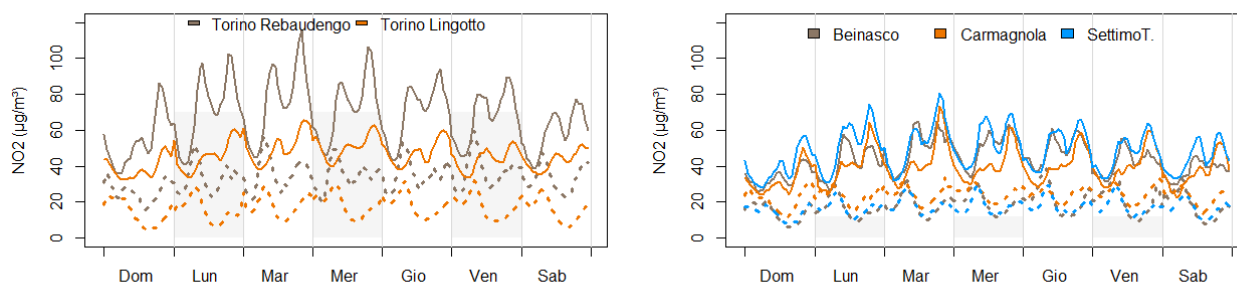 Torino Rebaudengo Torino Lingotto
NO2 (µg/m³)
0 20 40 60 80 100
Dom Lun Mar Mer Gio Ven Sab
Beinasco Carmagnola SettimoT.
NO2 (µg/m³)
0 20 40 60 80 100
Dom Lun Mar Mer Gio Ven Sab